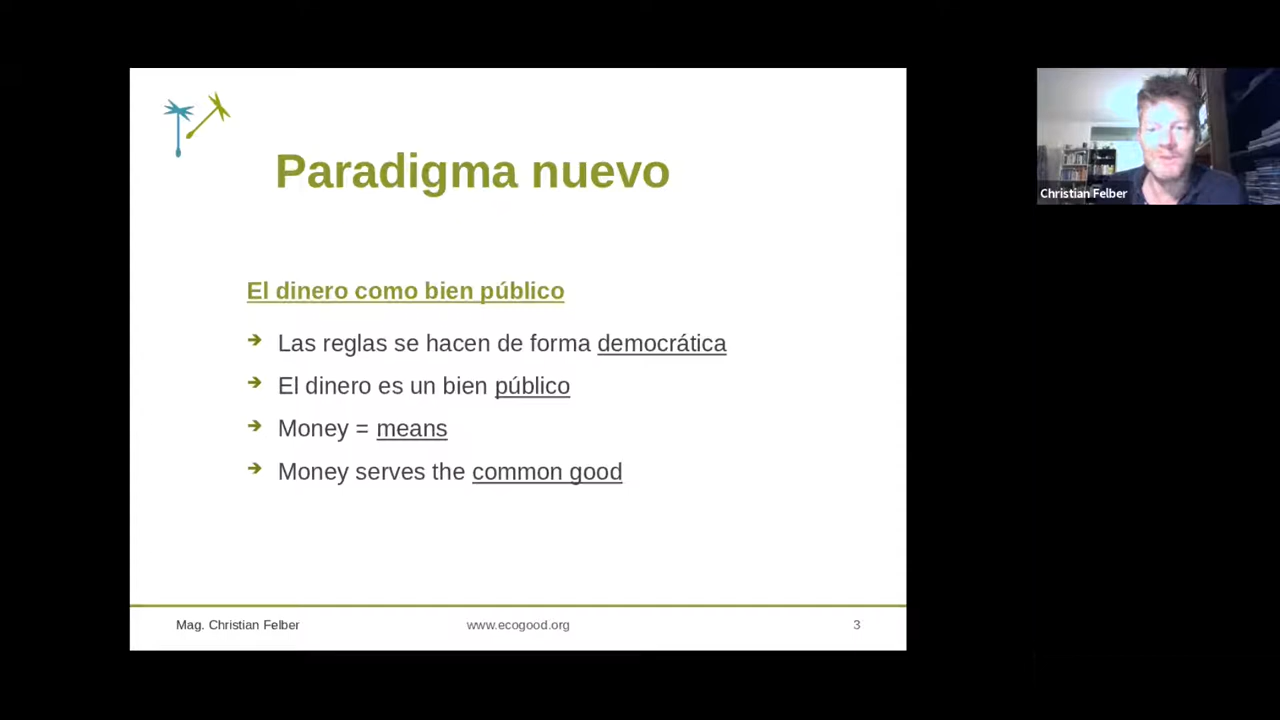 Paradigma nuevo
El dinero como bien público
Las reglas se hacen de forma democrática
El dinero es un bien público
Money = means
Money serves the common good
Mag. Christian Felber
www.ecogood.org
3
Christian Felber